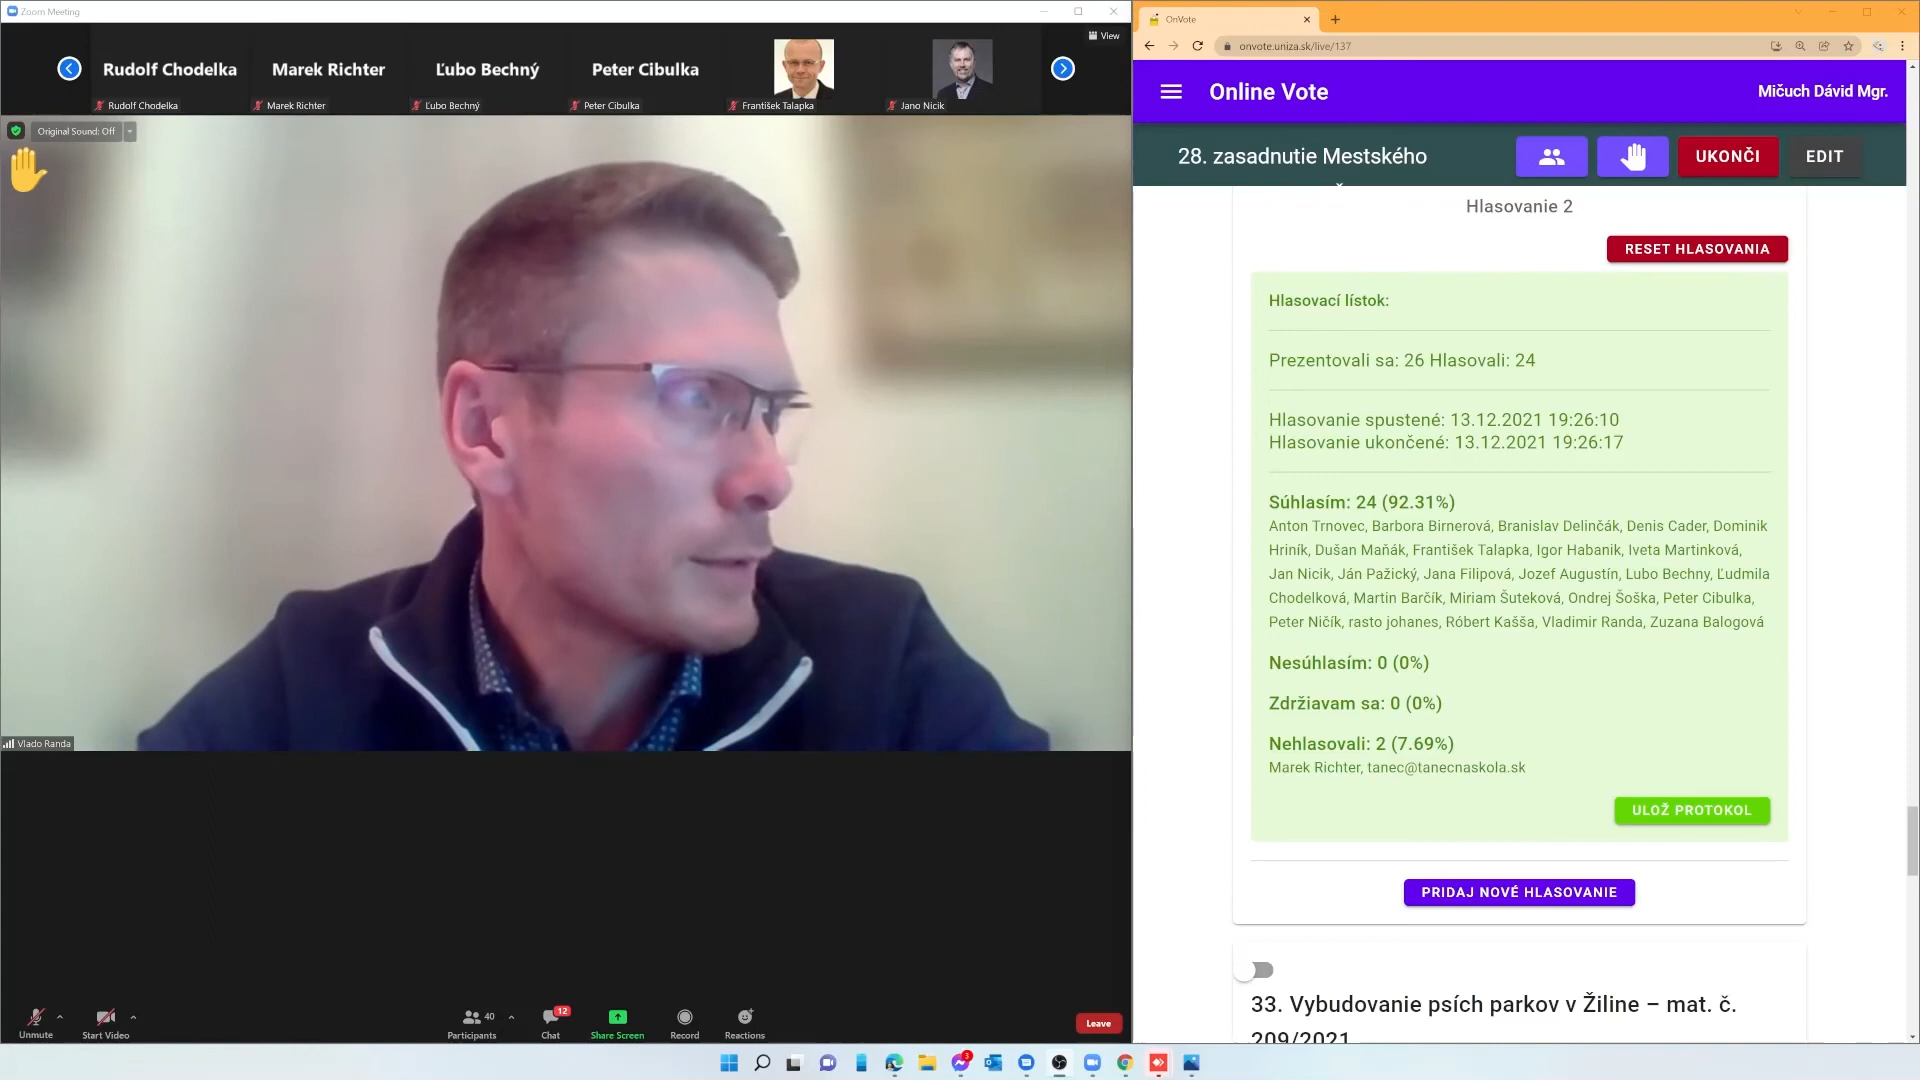 Zoom Meeting
View
Rudolf Chodelka
Marek Richter
Ľubo Bechný
Peter Cibulka
Rudolf Chodelka
Marek Richter
Ľubo Bechný
Peter Cibulka
František Talapka
Jano Nicik
Original Sound: Off
Vlado Randa
Unmute
Start Video
Participants
40
Chat
12
Share Screen
Record
Reactions
Leave
OnVote
onvote.uniza.sk/live/137
Online Vote
Mičuch Dávid Mgr.
28. zasadnutie Mestského
UKONČI
EDIT
Hlasovanie 2
RESET HLASOVANIA
Hlasovací lístok:
Prezentovali sa: 26 Hlasovali: 24
Hlasovanie spustené: 13.12.2021 19:26:10
Hlasovanie ukončené: 13.12.2021 19:26:17
Súhlasím: 24 (92.31%)
Anton Trnovec, Barbora Birnerová, Branislav Delinčák, Denis Cader, Dominik
Hriník, Dušan Maňák, František Talapka, Igor Habanik, Iveta Martinková,
Jan Nicik, Ján Pažický, Jana Filipová, Jozef Augustín, Lubo Bechny, Ľudmila
Chodelková, Martin Barčík, Miriam Šuteková, Ondrej Šoška, Peter Cibulka,
Peter Ničík, rasto johanes, Róbert Kašša, Vladimir Randa, Zuzana Balogová
Nesúhlasím: 0 (0%)
Zdržiavam sa: 0 (0%)
Nehlasovali: 2 (7.69%)
Marek Richter, tanec@tanecnaskola.sk
ULOŽ PROTOKOL
PRIDAJ NOVÉ HLASOVANIE
33. Vybudovanie psích parkov v Žiline – mat. č.
209/2021
3